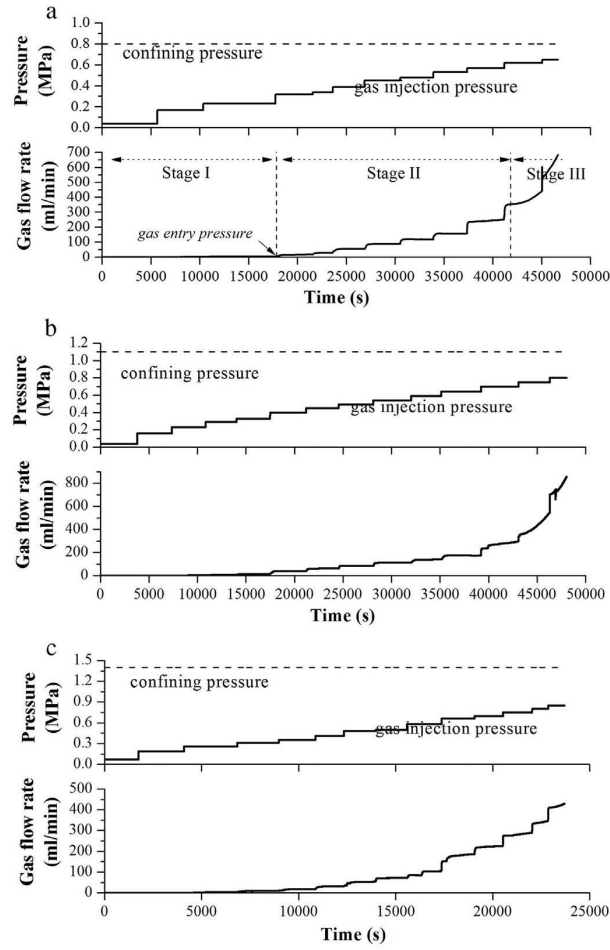 a
1.0
0.8
0.6
0.4
0.2
0.0
Pressure
(MPa)
confining pressure
gas injection pressure
700
600
500
400
300
200
100
0
Gas flow rate
(ml/min)
Stage I
Stage II
Stage III
gas entry pressure
0 5000 10000 15000 20000 25000 30000 35000 40000 45000 50000
Time (s)
b
1.2
1.0
0.8
0.6
0.4
0.2
0.0
Pressure
(MPa)
confining pressure
gas injection pressure
800
600
400
200
0
Gas flow rate
(ml/min)
0 5000 10000 15000 20000 25000 30000 35000 40000 45000 50000
Time (s)
c
1.5
1.2
0.9
0.6
0.3
0.0
Pressure
(MPa)
confining pressure
gas injection pressure
500
400
300
200
100
0
Gas flow rate
(ml/min)
0 5000 10000 15000 20000 25000
Time (s)